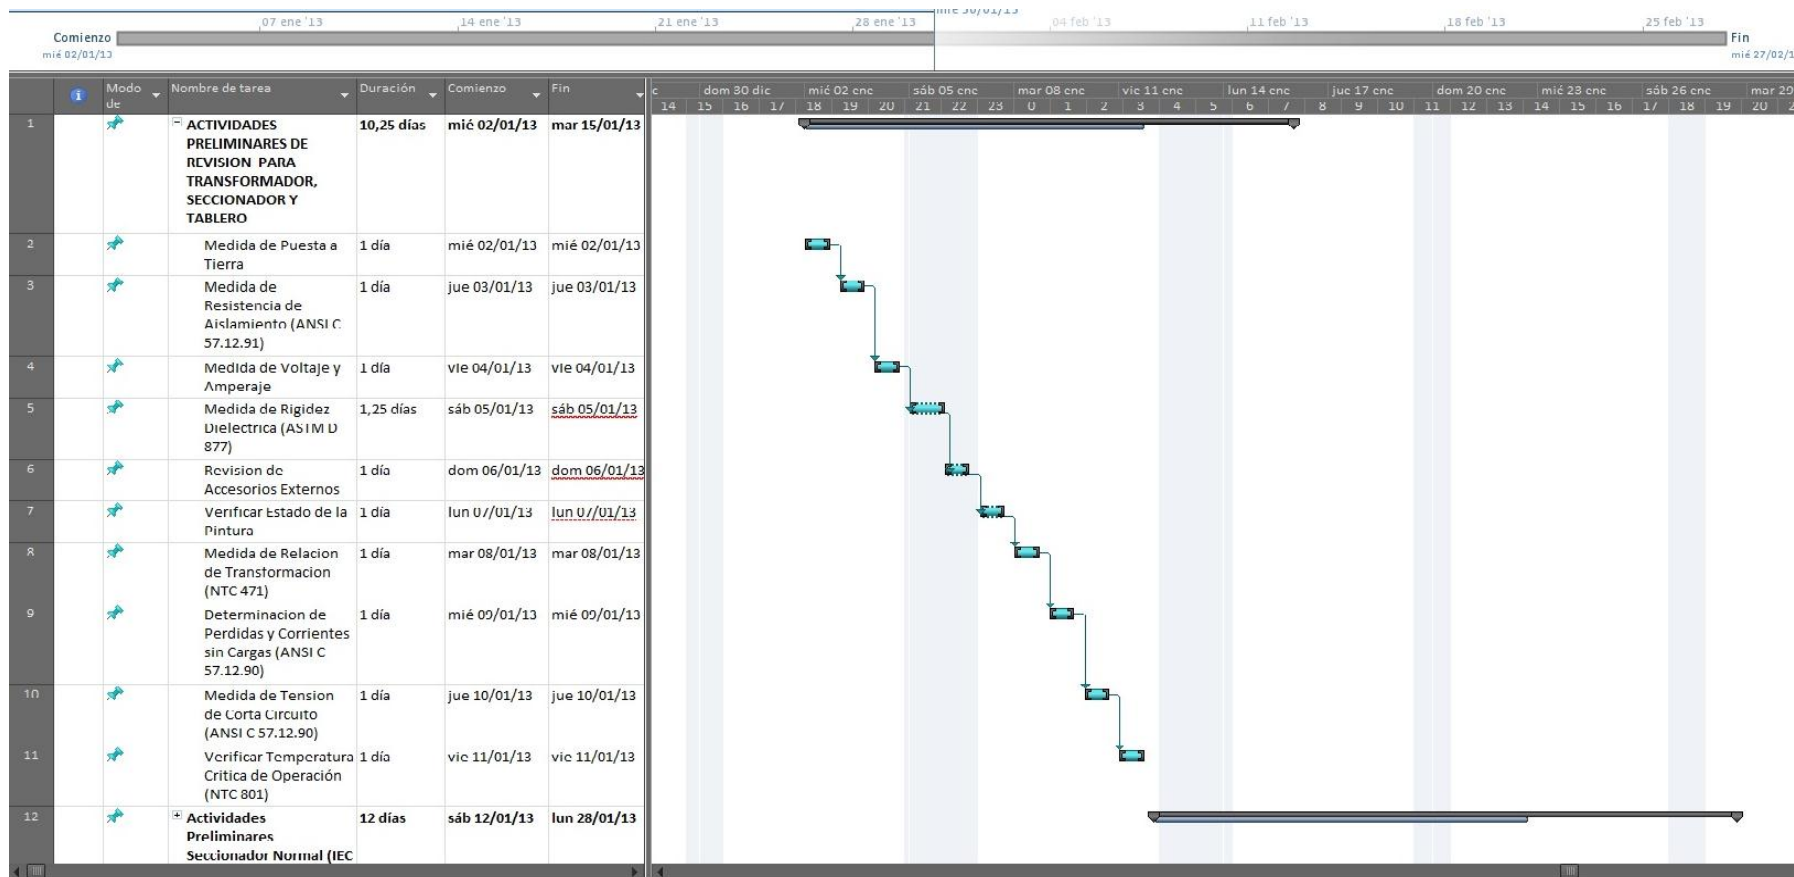 mié 30/01/13
07 ene '13 14 ene '13 21 ene '13 28 ene '13 04 feb '13 11 feb '13 18 feb '13 25 feb '13
Comienzo
mié 02/01/13
Fin
mié 27/02/1
Modo de Nombre de tarea Duración Comienzo Fin
c dom 30 dic mié 02 ene sáb 05 ene mar 08 ene vie 11 ene lun 14 ene jue 17 ene dom 20 ene mié 23 ene sáb 26 ene mar 29
14 15 16 17 18 19 20 21 22 23 0 1 2 3 4 5 6 7 8 9 10 11 12 13 14 15 16 17 18 19 20 2
1 ACTIVIDADES 10,25 días mié 02/01/13 mar 15/01/13
PRELIMINARES DE
REVISION PARA
TRANSFORMADOR,
SECCIONADOR Y
TABLERO
2 Medida de Puesta a 1 día mié 02/01/13 mié 02/01/13
Tierra
3 Medida de 1 día jue 03/01/13 jue 03/01/13
Resistencia de
Aislamiento (ANSI C
57.12.91)
4 Medida de Voltaje y 1 día vie 04/01/13 vie 04/01/13
Amperaje
5 Medida de Rigidez 1,25 días sáb 05/01/13 sáb 05/01/13
Dielectrica (ASTM D
877)
6 Revision de 1 día dom 06/01/13 dom 06/01/13
Accesorios Externos
7 Verificar Estado de la 1 día lun 07/01/13 lun 07/01/13
Pintura
8 Medida de Relacion 1 día mar 08/01/13 mar 08/01/13
de Transformacion
(NTC 471)
9 Determinacion de 1 día mié 09/01/13 mié 09/01/13
Perdidas y Corrientes
sin Cargas (ANSI C
57.12.90)
10 Medida de Tension 1 día jue 10/01/13 jue 10/01/13
de Corta Circuito
(ANSI C 57.12.90)
11 Verificar Temperatura 1 día vie 11/01/13 vie 11/01/13
Critica de Operación
(NTC 801)
12 Actividades 12 días sáb 12/01/13 lun 28/01/13
Preliminares
Seccionador Normal (IEC